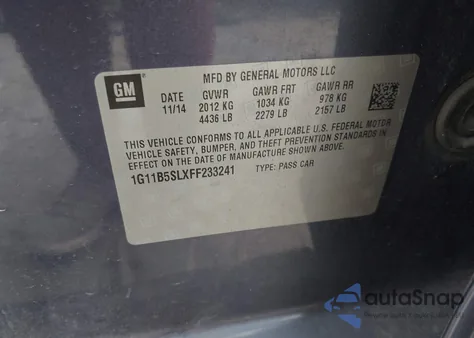 GM
MFD BY GENERAL MOTORS LLC
DATE GVWR GAWR FRT GAWR RR
11/14 2012 KG 1034 KG 978 KG
4436 LB 2279 LB 2157 LB
THIS VEHICLE CONFORMS TO ALL APPLICABLE U.S. FEDERAL MOTOR
VEHICLE SAFETY, BUMPER, AND THEFT PREVENTION STANDARDS IN
EFFECT ON THE DATE OF MANUFACTURE SHOWN ABOVE.
1G11B5SLXFF233241 TYPE: PASS CAR
autoSnap